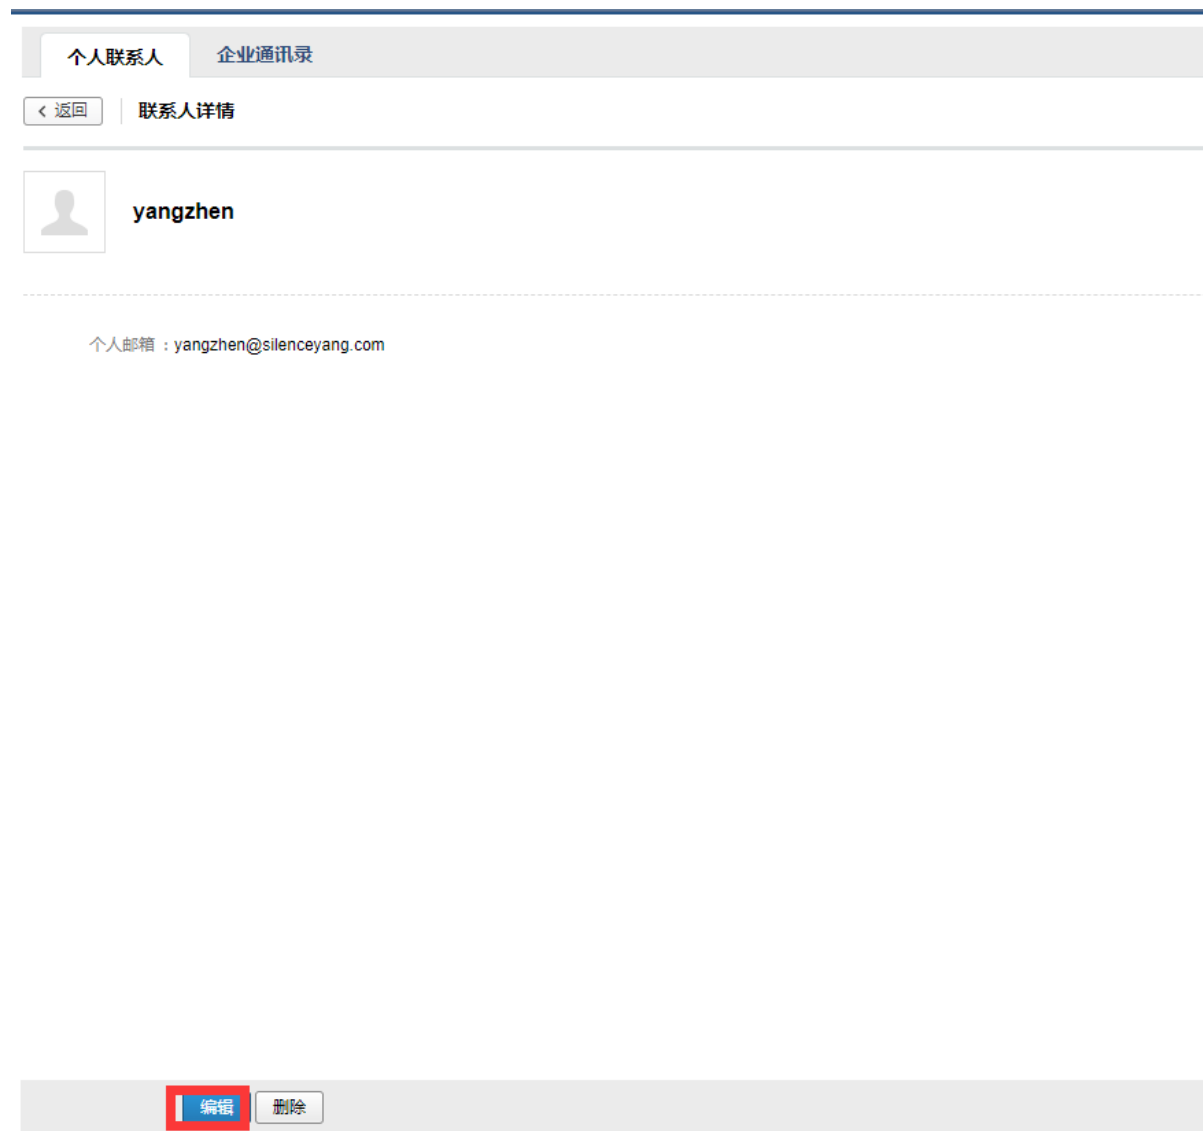 个人联系人 企业通讯录
< 返回 联系人详情
yangzhen
个人邮箱 : yangzhen@silenceyang.com
编辑 删除